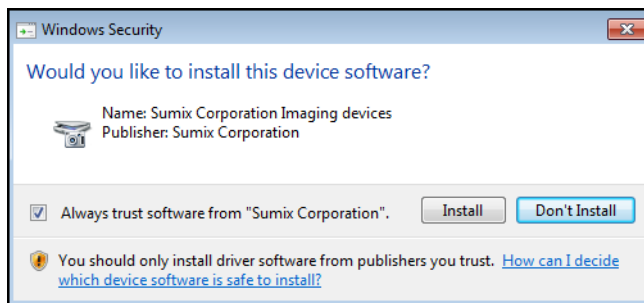 Windows Security
Would you like to install this device software?
Name: Sumix Corporation Imaging devices
Publisher: Sumix Corporation
Always trust software from "Sumix Corporation".
Install
Don't Install
You should only install driver software from publishers you trust. How can I decide
which device software is safe to install?